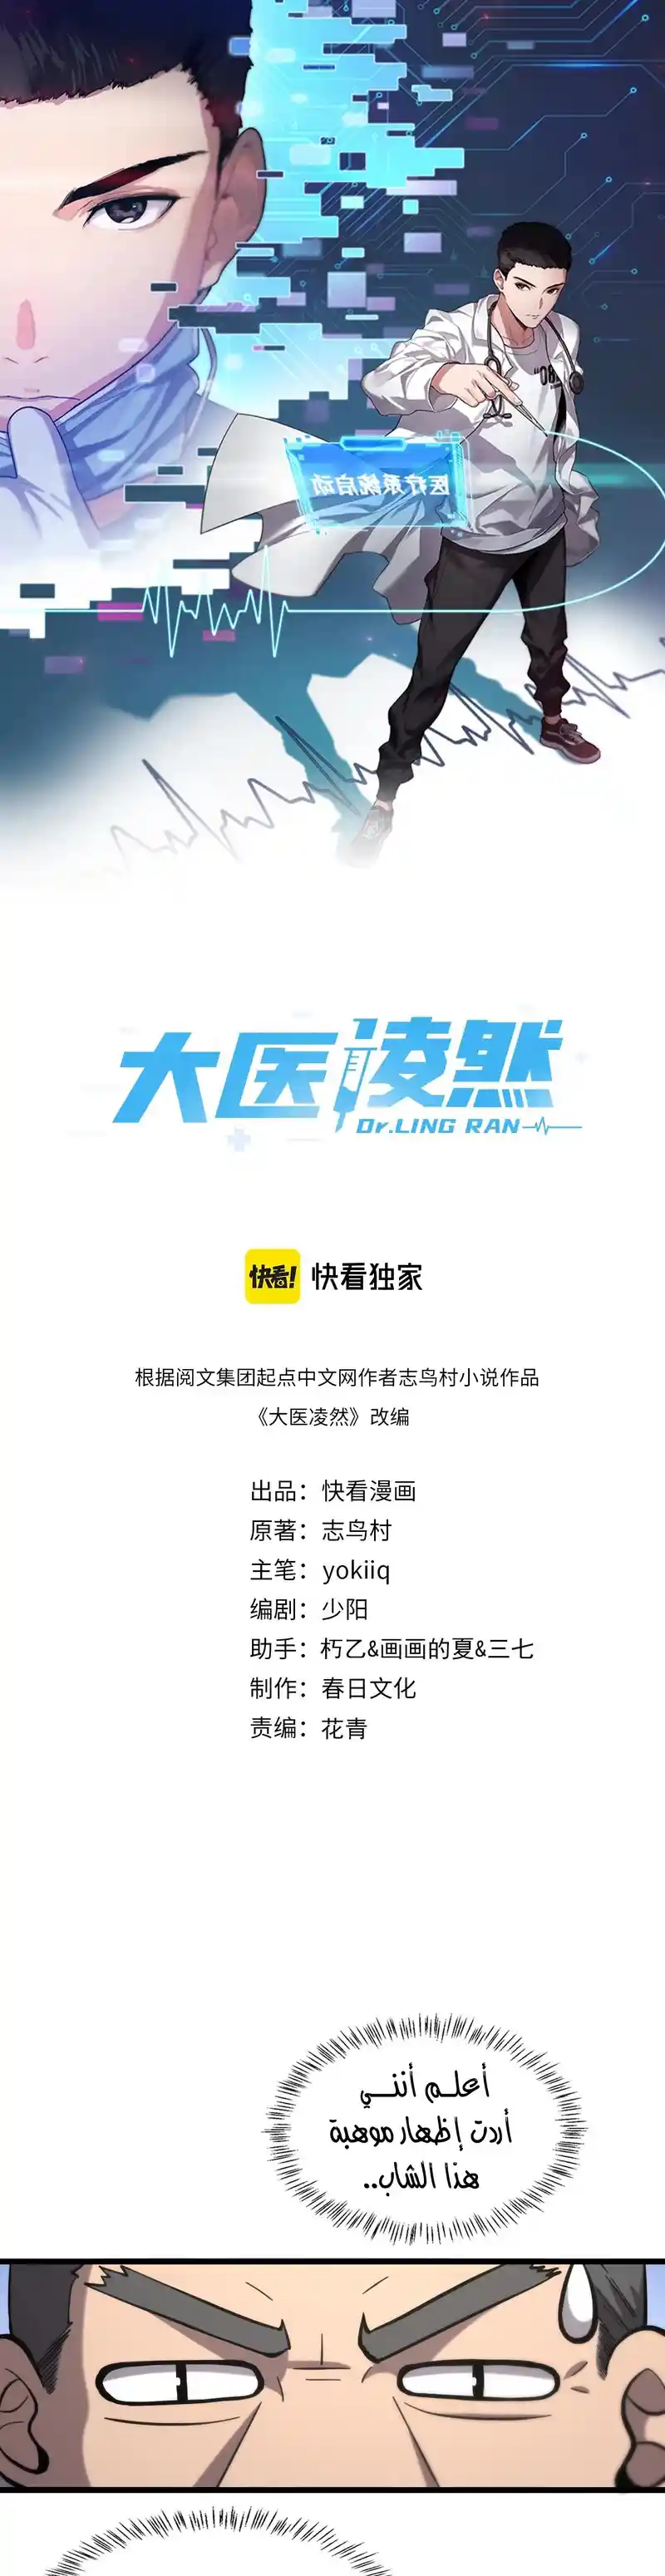 医疗系统启动
大医凌然
Dr.LING RAN
快看!
快看独家
根据阅文集团起点中文网作者志鸟村小说作品
《大医凌然》改编
出品：快看漫画
原著：志鸟村
主笔：yokiiq
编剧：少阳
助手：朽乙&画画的夏&三七
制作：春日文化
责编：花青
أعلم أنني
أردت إظهار موهبة
هذا الشاب..